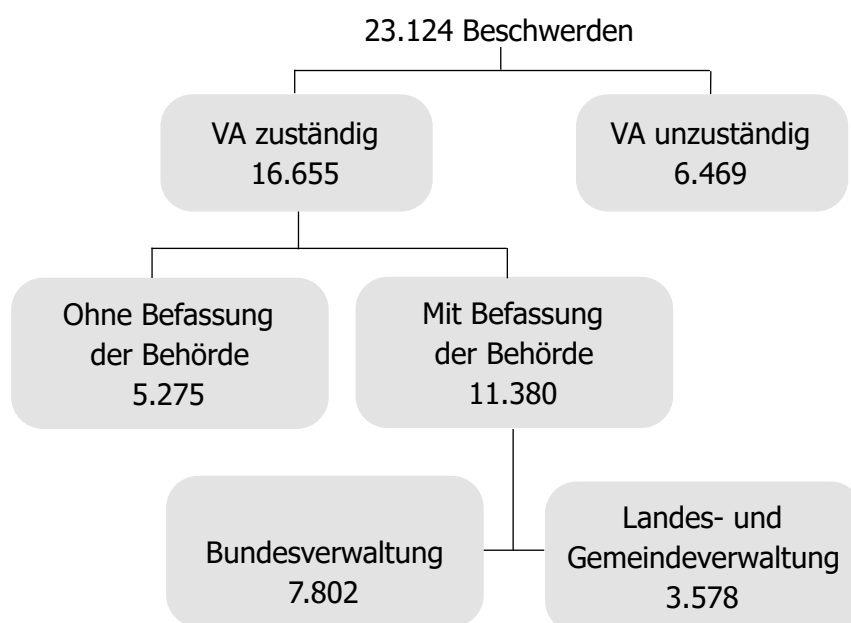 23.124 Beschwerden
VA zuständig
16.655
VA unzuständig
6.469
Ohne Befassung
der Behörde
5.275
Mit Befassung
der Behörde
11.380
Bundesverwaltung
7.802
Landes- und
Gemeindeverwaltung
3.578